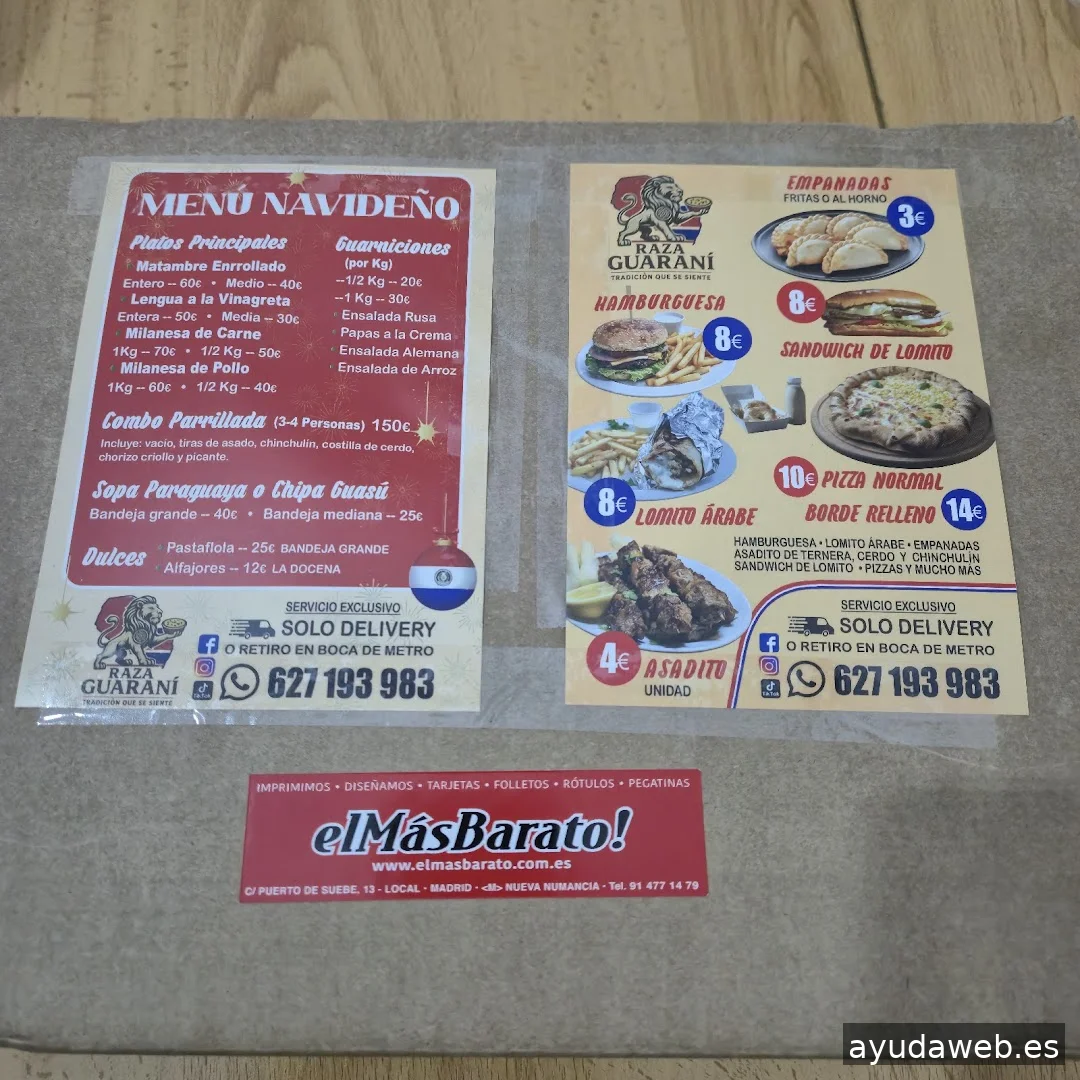 MENÚ NAVIDEÑO
Platos Principales
Matambre Enrrollado
Entero -- 60€ • Medio -- 40€
Lengua a la Vinagreta
Entera -- 50€ • Media -- 30€
Milanesa de Carne
1Kg -- 70€ • 1/2 Kg -- 50€
Milanesa de Pollo
1Kg -- 60€ • 1/2 Kg -- 40€
Guarniciones
(por Kg)
--1/2 Kg -- 20€
--1 Kg -- 30€
Ensalada Rusa
Papas a la Crema
Ensalada Alemana
Ensalada de Arroz
Combo Parrillada (3-4 Personas) 150€
Incluye: vacío, tiras de asado, chinchulín, costilla de cerdo,
chorizo criollo y picante.
Sopa Paraguaya o Chipa Guasú
Bandeja grande -- 40€ • Bandeja mediana -- 25€
Dulces
Pastaflola -- 25€ BANDEJA GRANDE
Alfajores -- 12€ LA DOCENA
RAZA
GUARANÍ
TRADICIÓN QUE SE SIENTE
SERVICIO EXCLUSIVO
SOLO DELIVERY
O RETIRO EN BOCA DE METRO
TikTok
627 193 983
RAZA
GUARANÍ
TRADICIÓN QUE SE SIENTE
EMPANADAS
FRITAS O AL HORNO
3€
HAMBURGUESA
8€
8€
SANDWICH DE LOMITO
10€ PIZZA NORMAL
BORDE RELLENO 14€
8€ LOMITO ÁRABE
HAMBURGUESA • LOMITO ÀRABE • EMPANADAS
ASADITO DE TERNERA, CERDO Y CHINCHULÍN
SANDWICH DE LOMITO • PIZZAS Y MUCHO MÁS
4€ ASADITO
UNIDAD
SERVICIO EXCLUSIVO
SOLO DELIVERY
O RETIRO EN BOCA DE METRO
TikTok
627 193 983
IMPRIMIMOS • DISEÑAMOS • TARJETAS • FOLLETOS • RÓTULOS • PEGATINAS
elMásBarato!
www.elmasbarato.com.es
C/ PUERTO DE SUEBE, 13 - LOCAL - MADRID - <M> NUEVA NUMANCIA - Tel. 91 477 14 79
ayudaweb.es